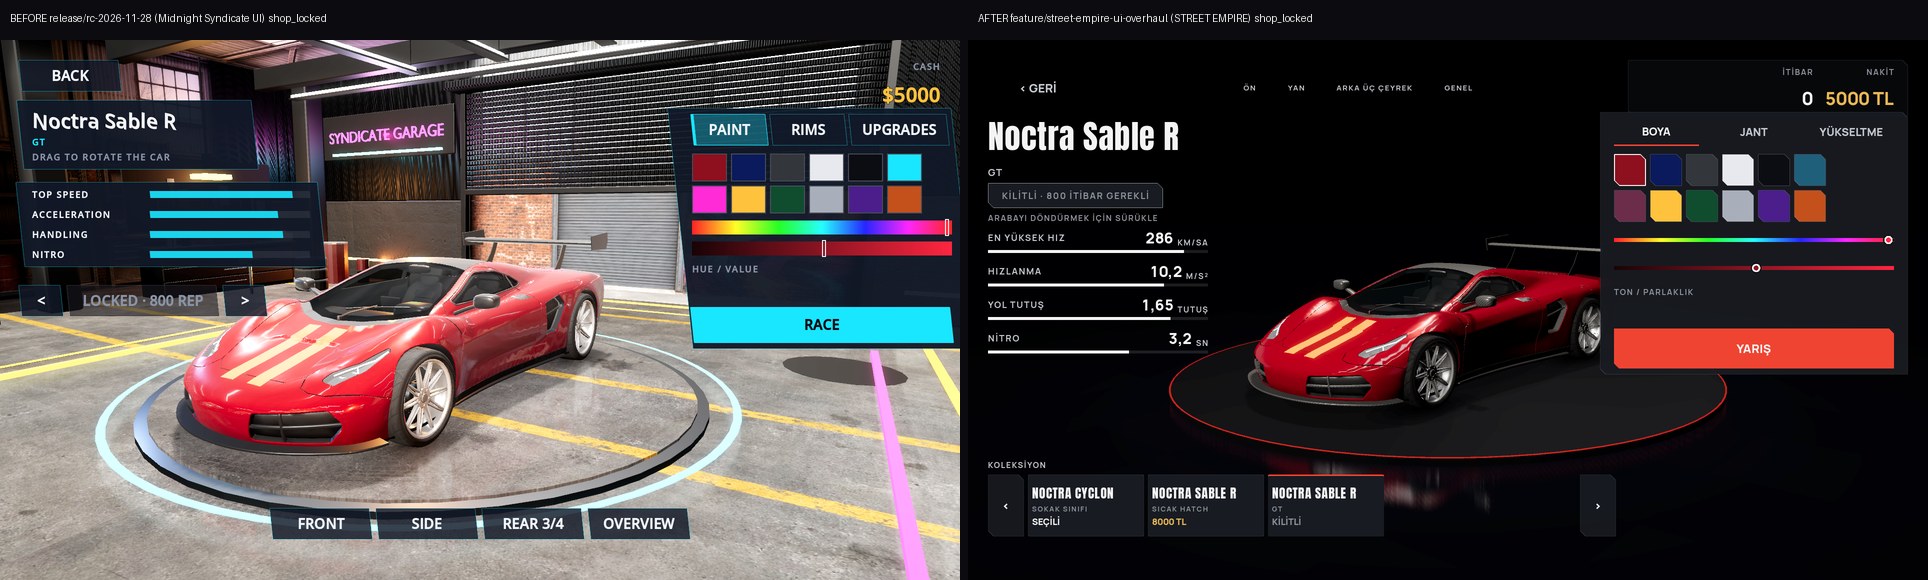 BEFORE release/rc-2026-11-28 (Midnight Syndicate UI) shop_locked
BACK
Noctra Sable R
GT
DRAG TO ROTATE THE CAR
TOP SPEED
ACCELERATION
HANDLING
NITRO
< LOCKED · 800 REP >
SYNDICATE GARAGE
CASH
$5000
PAINT RIMS UPGRADES
HUE / VALUE
RACE
FRONT SIDE REAR 3/4 OVERVIEW
AFTER feature/street-empire-ui-overhaul (STREET EMPIRE) shop_locked
‹ GERİ
ÖN YAN ARKA ÜÇ ÇEYREK GENEL
İTİBAR NAKİT
0 5000 TL
Noctra Sable R
GT
KİLİTLİ · 800 İTİBAR GEREKLİ
ARABAYI DÖNDÜRMEK İÇİN SÜRÜKLE
EN YÜKSEK HIZ 286 KM/SA
HIZLANMA 10,2 M/S²
YOL TUTUŞ 1,65 TUTUŞ
NİTRO 3,2 SN
BOYA JANT YÜKSELTME
TON / PARLAKLIK
YARIŞ
KOLEKSİYON
‹
NOCTRA CYCLON
SOKAK SINIFI
SEÇİLİ
NOCTRA SABLE R
SICAK HATCH
8000 TL
NOCTRA SABLE R
GT
KİLİTLİ
›